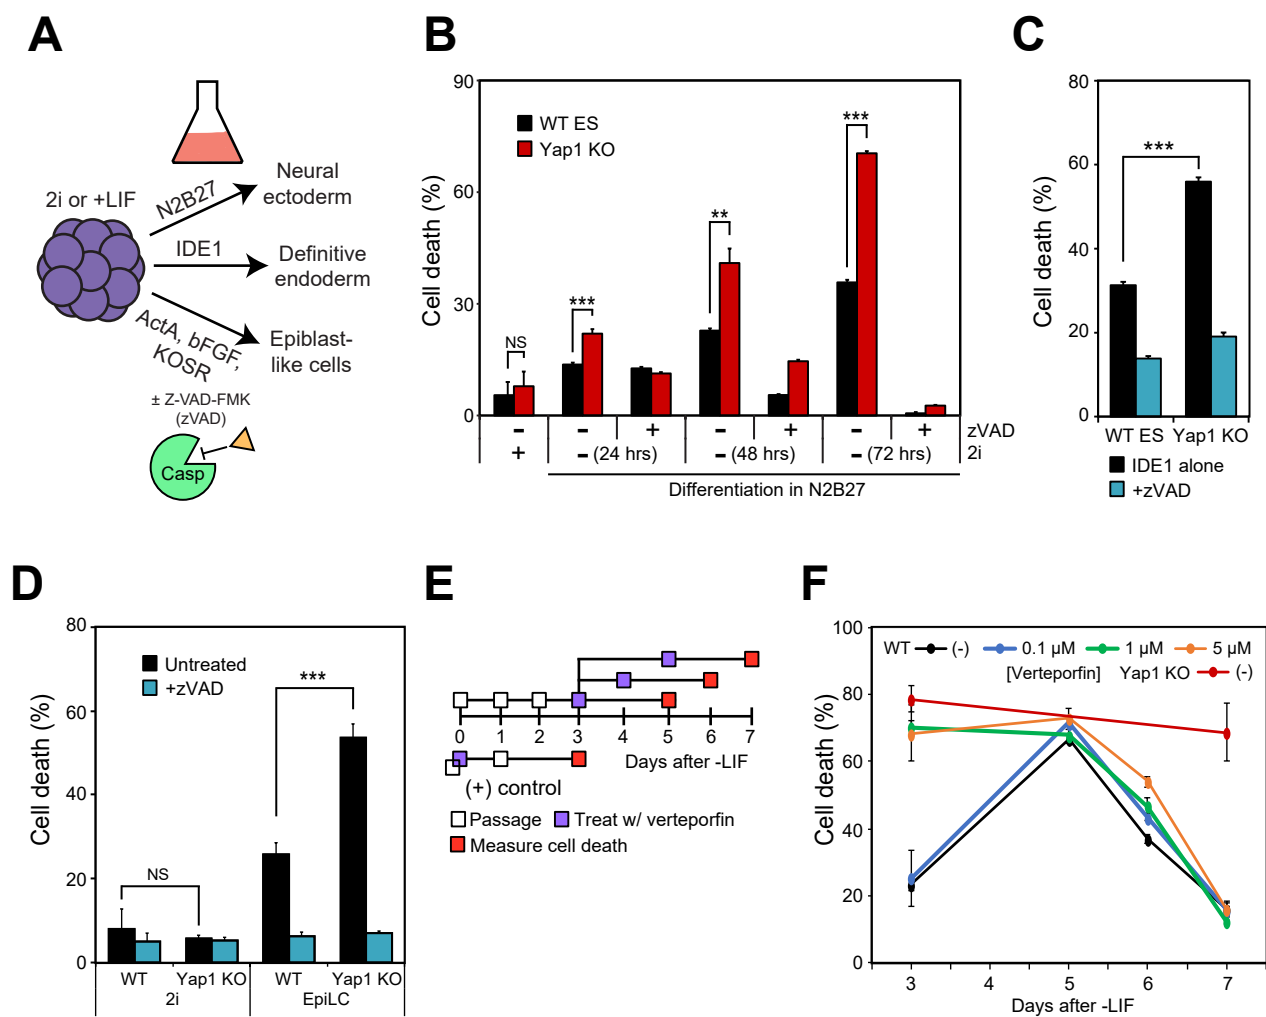 A
2i or +LIF
N2B27
Neural
ectoderm
IDE1
Definitive
endoderm
ActA, bFGF,
KOSR
Epiblast-
like cells
± Z-VAD-FMK
(zVAD)
Casp
B
90
60
30
0
Cell death (%)
WT ES
Yap1 KO
NS
***
**
***
- - + - + - + zVAD
+ - (24 hrs) - (48 hrs) - (72 hrs) 2i
Differentiation in N2B27
C
80
60
40
20
0
Cell death (%)
***
WT ES Yap1 KO
IDE1 alone
+zVAD
D
80
60
40
20
0
Cell death (%)
Untreated
+zVAD
NS
***
WT Yap1 KO WT Yap1 KO
2i EpiLC
E
0 1 2 3 4 5 6 7
Days after -LIF
(+) control
Passage Treat w/ verteporfin
Measure cell death
F
100
80
60
40
20
0
Cell death (%)
WT (-) 0.1 µM 1 µM 5 µM
[Verteporfin] Yap1 KO (-)
3 4 5 6 7
Days after -LIF